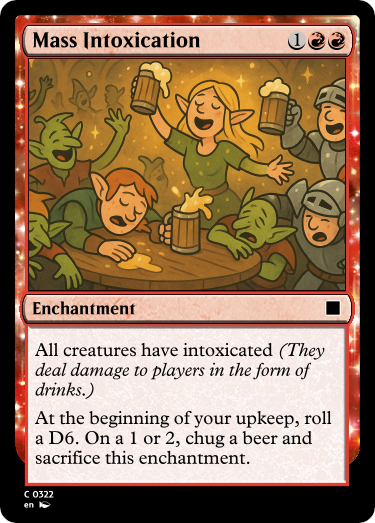 Mass Intoxication 1
Enchantment
All creatures have intoxicated (They
deal damage to players in the form of
drinks.)
At the beginning of your upkeep, roll
a D6. On a 1 or 2, chug a beer and
sacrifice this enchantment.
C 0322
en